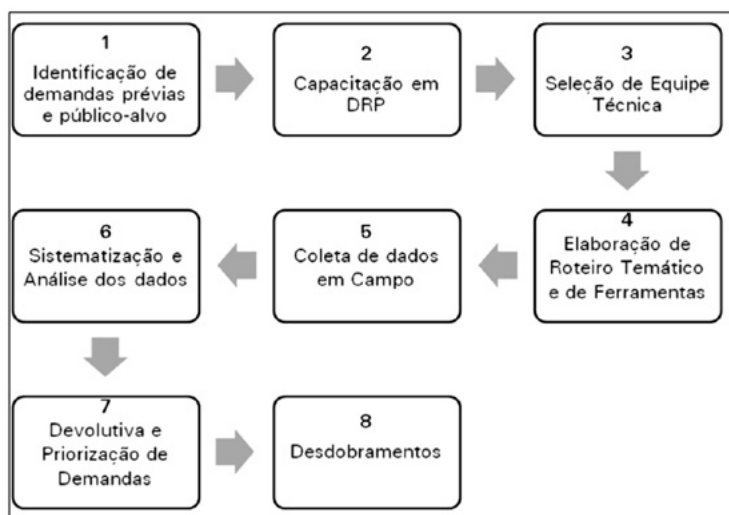 1
Identificação de
demandas prévias
e público-alvo
2
Capacitação em
DRP
3
Seleção de Equipe
Técnica
4
Elaboração de
Roteiro Temático
e de Ferramentas
5
Coleta de dados
em Campo
6
Sistematização e
Análise dos dados
7
Devolutiva e
Priorização de
Demandas
8
Desdobramentos